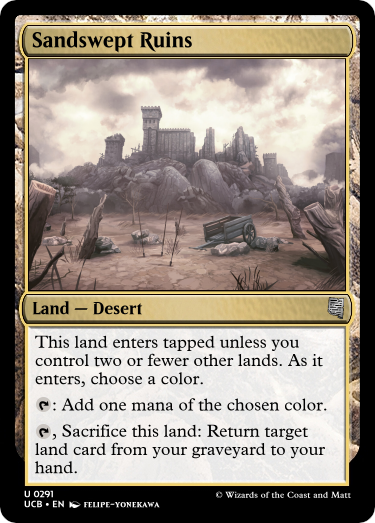 Sandswept Ruins
Land — Desert
This land enters tapped unless you
control two or fewer other lands. As it
enters, choose a color.
: Add one mana of the chosen color.
, Sacrifice this land: Return target
land card from your graveyard to your
hand.
U 0291
UCB • EN FELIPE-YONEKAWA
© Wizards of the Coast and Matt